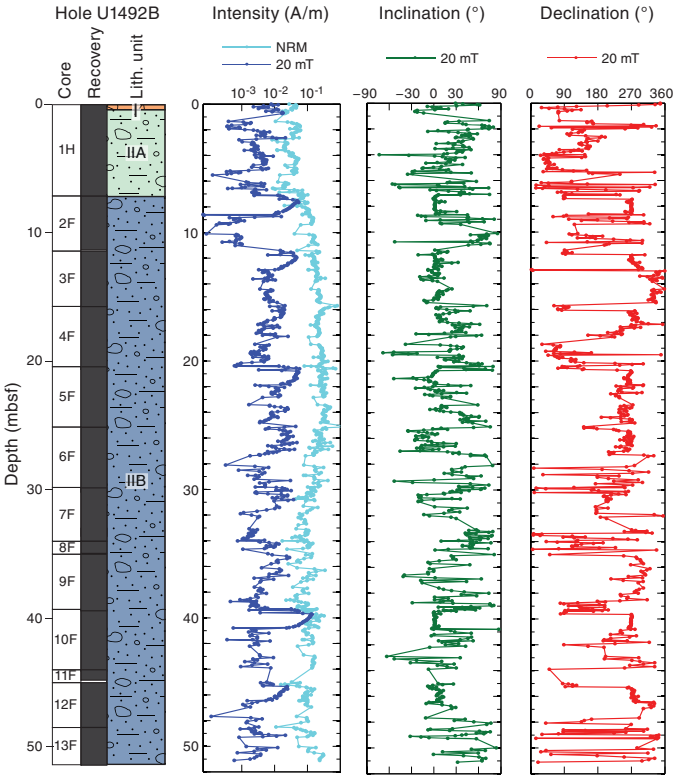 Hole U1492B
Intensity (A/m)
Inclination (°)
Declination (°)
Core
Recovery
Lith. unit
NRM
20 mT
20 mT
20 mT
10⁻³ 10⁻² 10⁻¹
−90 −30 0 30 90
0 90 180 270 360
Depth (mbsf)
0
10
20
30
40
50
1H
2F
3F
4F
5F
6F
7F
8F
9F
10F
11F
12F
13F
I
IIA
IIB
0
10
20
30
40
50